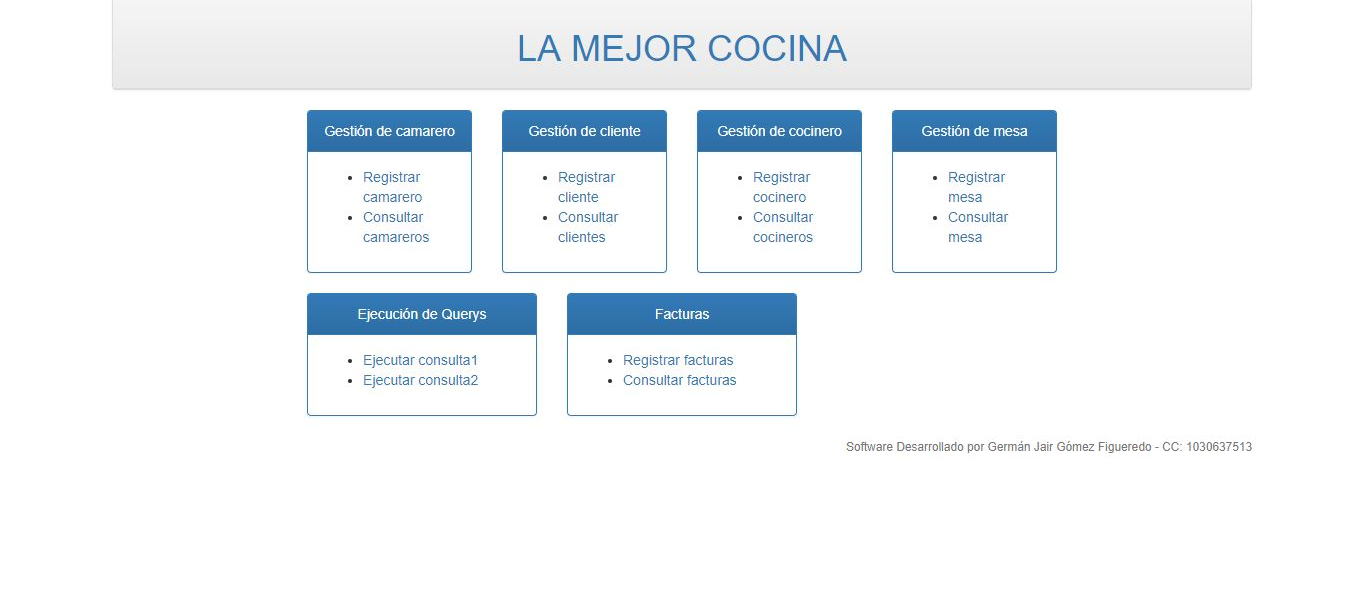 LA MEJOR COCINA
Gestión de camarero
Registrar
camarero
Consultar
camareros
Gestión de cliente
Registrar
cliente
Consultar
clientes
Gestión de cocinero
Registrar
cocinero
Consultar
cocineros
Gestión de mesa
Registrar
mesa
Consultar
mesa
Ejecución de Querys
Ejecutar consulta1
Ejecutar consulta2
Facturas
Registrar facturas
Consultar facturas
Software Desarrollado por Germán Jair Gómez Figueredo - CC: 1030637513